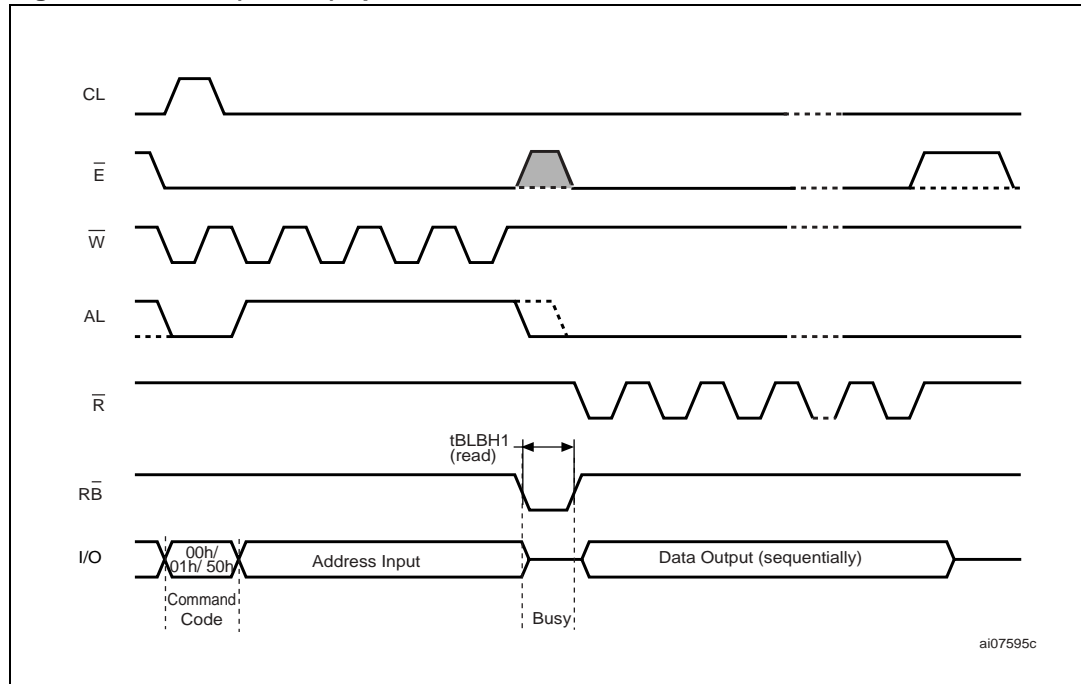 CL
E
W
AL
R
tBLBH1
(read)
RB
I/O
00h/
01h/ 50h
Address Input
Data Output (sequentially)
Command
Code
Busy
ai07595c